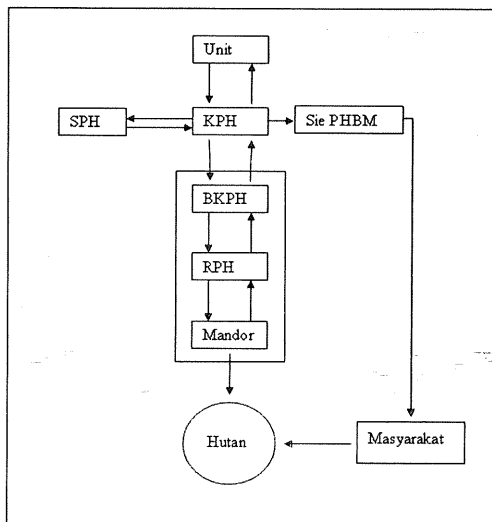 Unit
SPH
KPH
Sie PHBM
BKPH
RPH
Mandor
Hutan
Masyarakat